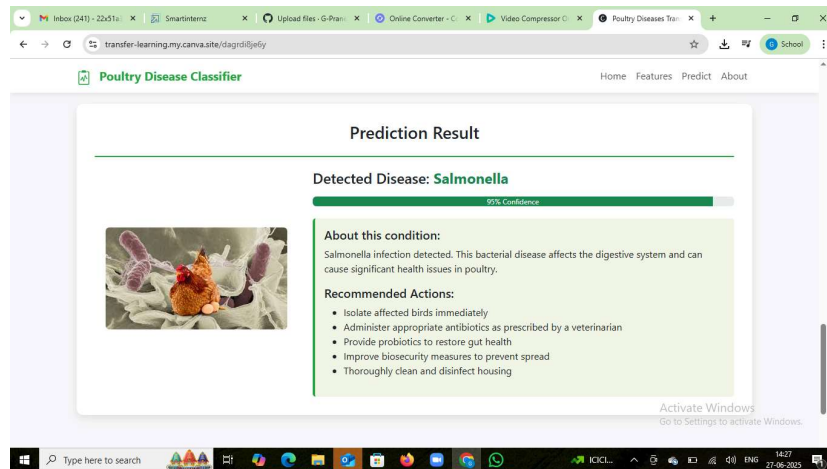 Inbox (241) - 22x51a
Smartinternz
Upload files · G-Pran
Online Converter - C
Video Compressor O
Poultry Diseases Tran
transfer-learning.my.canva.site/dagrdi8je6y
School
Poultry Disease Classifier
Home Features Predict About
Prediction Result
Detected Disease: Salmonella
95% Confidence
About this condition:
Salmonella infection detected. This bacterial disease affects the digestive system and can
cause significant health issues in poultry.
Recommended Actions:
• Isolate affected birds immediately
• Administer appropriate antibiotics as prescribed by a veterinarian
• Provide probiotics to restore gut health
• Improve biosecurity measures to prevent spread
• Thoroughly clean and disinfect housing
Activate Windows
Go to Settings to activate Windows.
Type here to search
ICICI...
ENG
14:27
27-06-2025